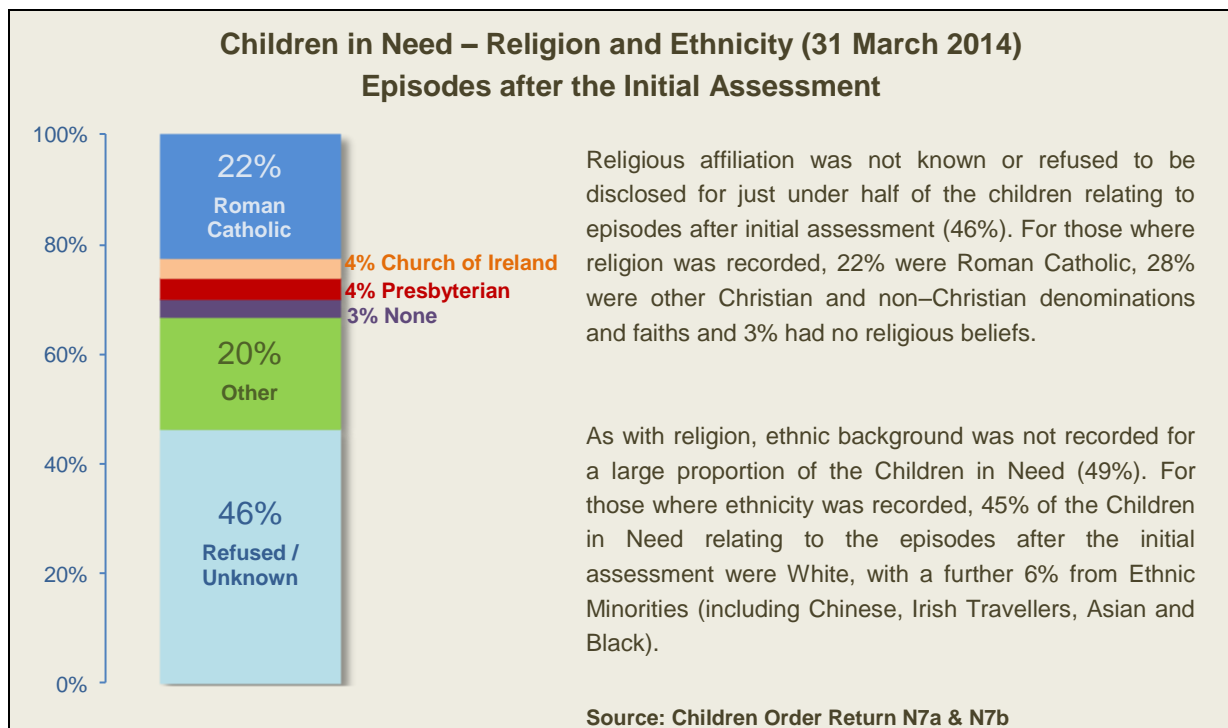 Children in Need – Religion and Ethnicity (31 March 2014)
Episodes after the Initial Assessment
100%
80%
60%
40%
20%
0%
22%
Roman
Catholic
4% Church of Ireland
4% Presbyterian
3% None
20%
Other
46%
Refused /
Unknown
Religious affiliation was not known or refused to be
disclosed for just under half of the children relating to
episodes after initial assessment (46%). For those where
religion was recorded, 22% were Roman Catholic, 28%
were other Christian and non–Christian denominations
and faiths and 3% had no religious beliefs.
As with religion, ethnic background was not recorded for
a large proportion of the Children in Need (49%). For
those where ethnicity was recorded, 45% of the Children
in Need relating to the episodes after the initial
assessment were White, with a further 6% from Ethnic
Minorities (including Chinese, Irish Travellers, Asian and
Black).
Source: Children Order Return N7a & N7b